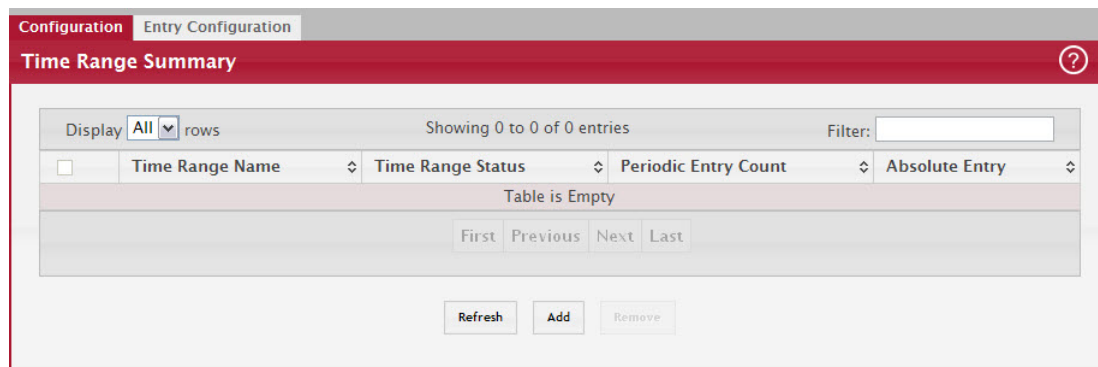 Configuration Entry Configuration
Time Range Summary ?
Display All rows Showing 0 to 0 of 0 entries Filter:
Time Range Name Time Range Status Periodic Entry Count Absolute Entry
Table is Empty
First Previous Next Last
Refresh Add Remove